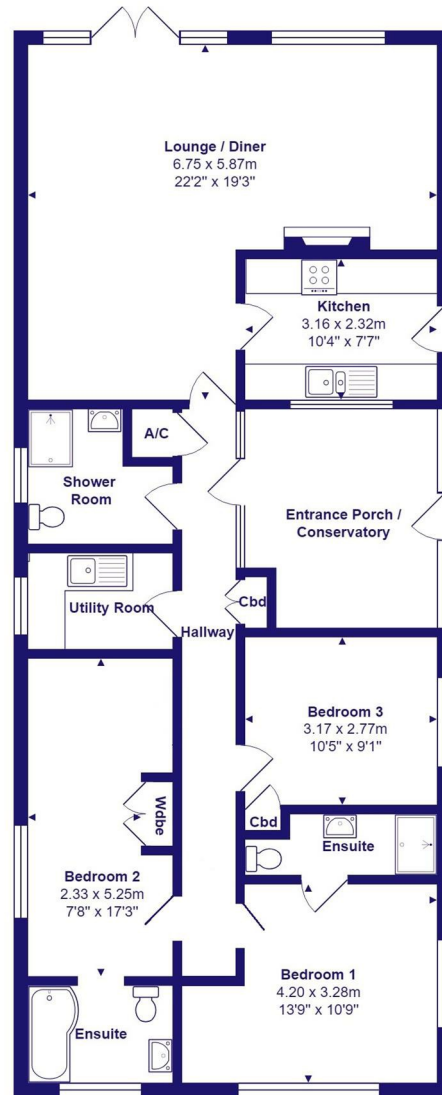 Lounge / Diner
6.75 x 5.87m
22'2" x 19'3"
Kitchen
3.16 x 2.32m
10'4" x 7'7"
A/C
Shower
Room
Entrance Porch /
Conservatory
Utility Room
Cbd
Hallway
Bedroom 3
3.17 x 2.77m
10'5" x 9'1"
Wdbe
Cbd
Ensuite
Bedroom 2
2.33 x 5.25m
7'8" x 17'3"
Bedroom 1
4.20 x 3.28m
13'9" x 10'9"
Ensuite